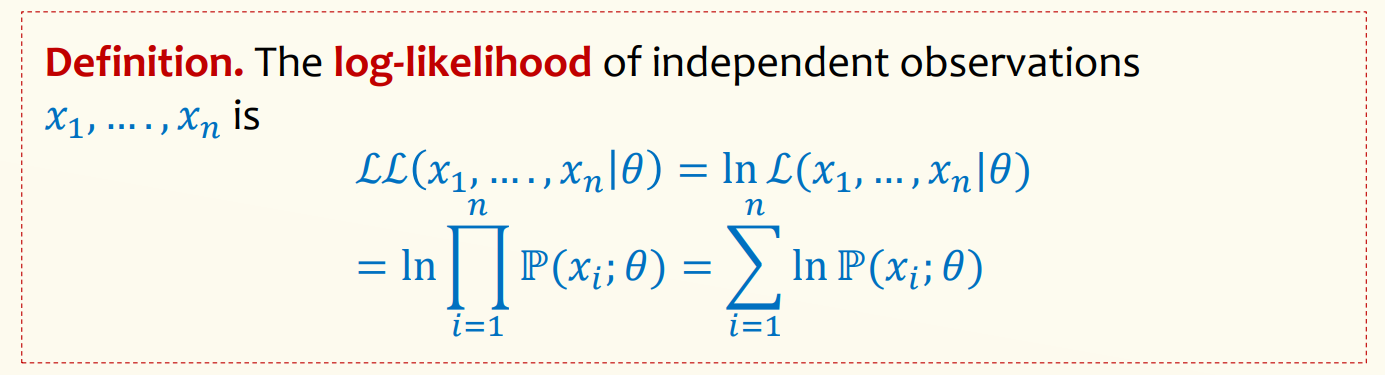 Definition. The log-likelihood of independent observations
x₁, … . , xₙ is
ℒℒ(x₁, … . , xₙ|θ) = ln ℒ(x₁, … , xₙ|θ)
= ln ∏ᵢ₌₁ⁿ ℙ(xᵢ; θ) = ∑ᵢ₌₁ⁿ ln ℙ(xᵢ; θ)